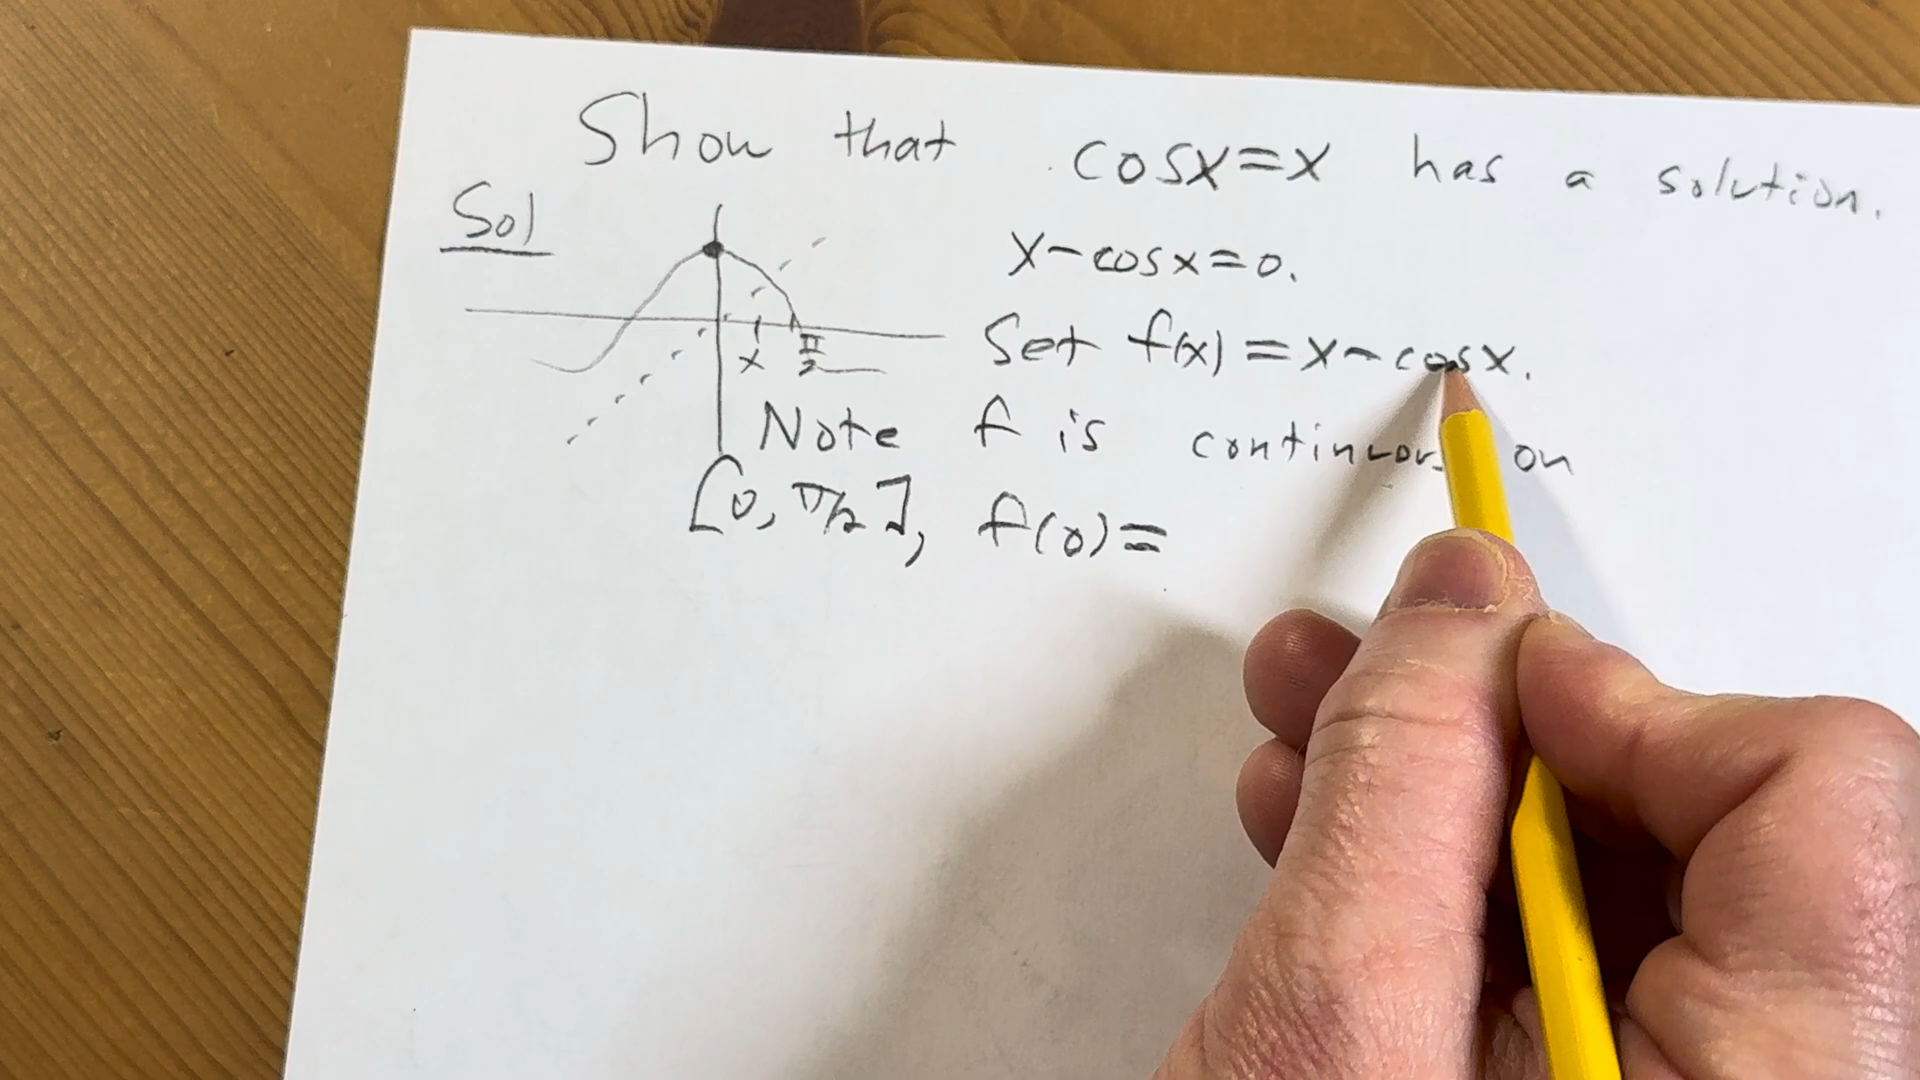 Show that cosx=x has a solution.
Sol
x-cosx=0.
Set f(x)=x-cosx.
x π/2
Note f is continuous on
[0, π/2], f(0)=